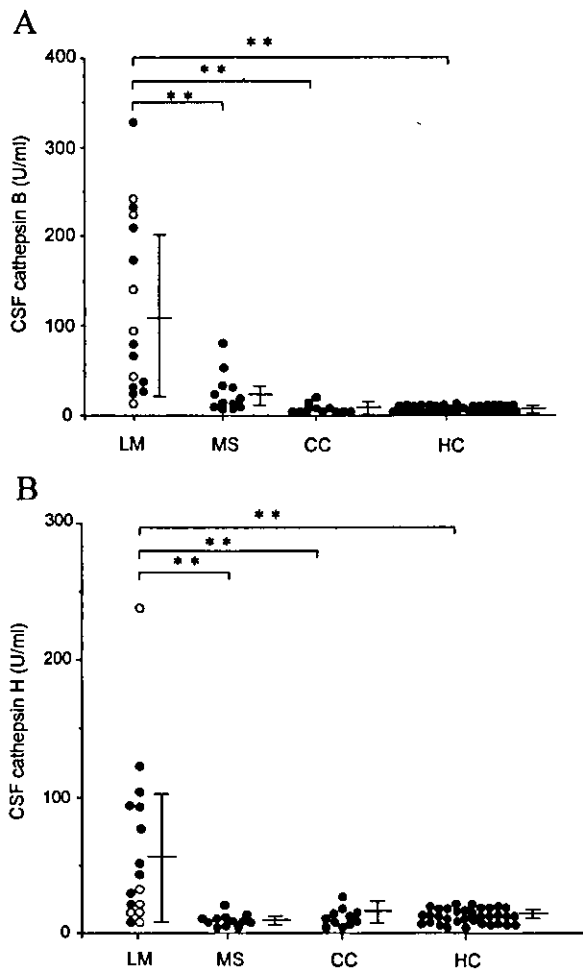 A
**
**
**
400
300
200
100
0
CSF cathepsin B (U/ml)
LM MS CC HC
B
**
**
**
300
200
100
0
CSF cathepsin H (U/ml)
LM MS CC HC